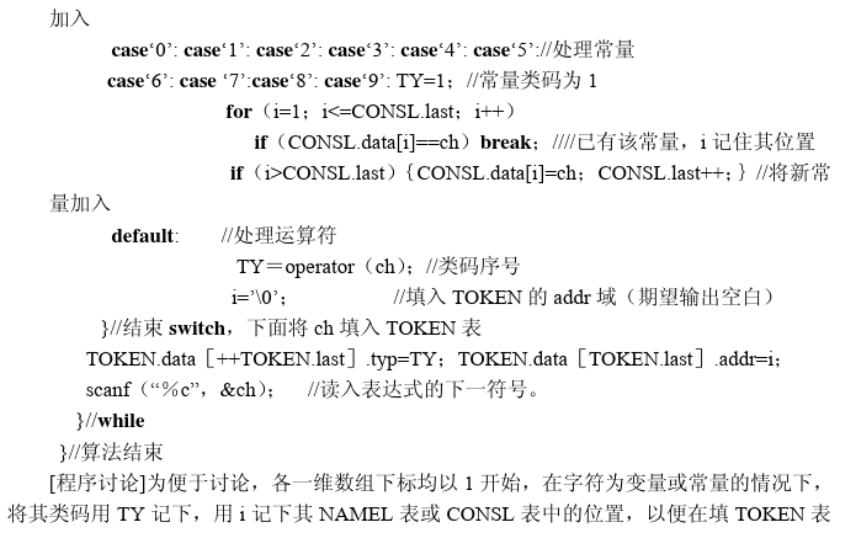 加入
case‘0’: case‘1’: case‘2’: case‘3’: case‘4’: case‘5’://处理常量
case‘6’: case ‘7’:case‘8’: case‘9’: TY=1；//常量类码为 1
for（i=1；i<=CONSL.last；i++）
if（CONSL.data[i]==ch）break；////已有该常量，i 记住其位置
if（i>CONSL.last）{CONSL.data[i]=ch；CONSL.last++；} //将新常
量加入
default: //处理运算符
TY＝operator（ch）；//类码序号
i=’\0’； //填入 TOKEN 的 addr 域（期望输出空白）
}//结束 switch，下面将 ch 填入 TOKEN 表
TOKEN.data［++TOKEN.last］.typ=TY；TOKEN.data［TOKEN.last］.addr=i；
scanf（“％c”，&ch）； //读入表达式的下一符号。
}//while
}//算法结束
[程序讨论]为便于讨论，各一维数组下标均以 1 开始，在字符为变量或常量的情况下，
将其类码用 TY 记下，用 i 记下其 NAMEL 表或 CONSL 表中的位置，以便在填 TOKEN 表